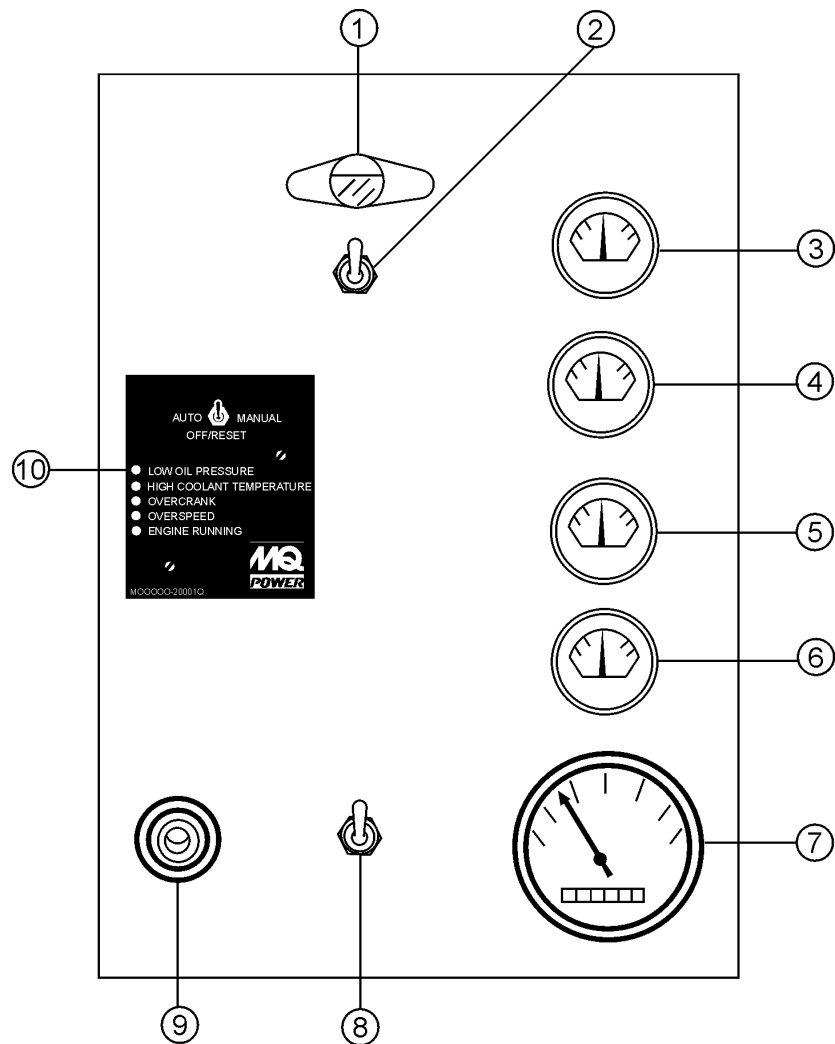 1
2
3
4
AUTO MANUAL
OFF/RESET
10
LOW OIL PRESSURE
HIGH COOLANT TEMPERATURE
OVERCRANK
OVERSPEED
ENGINE RUNNING
5
MQ
POWER
MOOOOO-20001Q
6
7
9
8